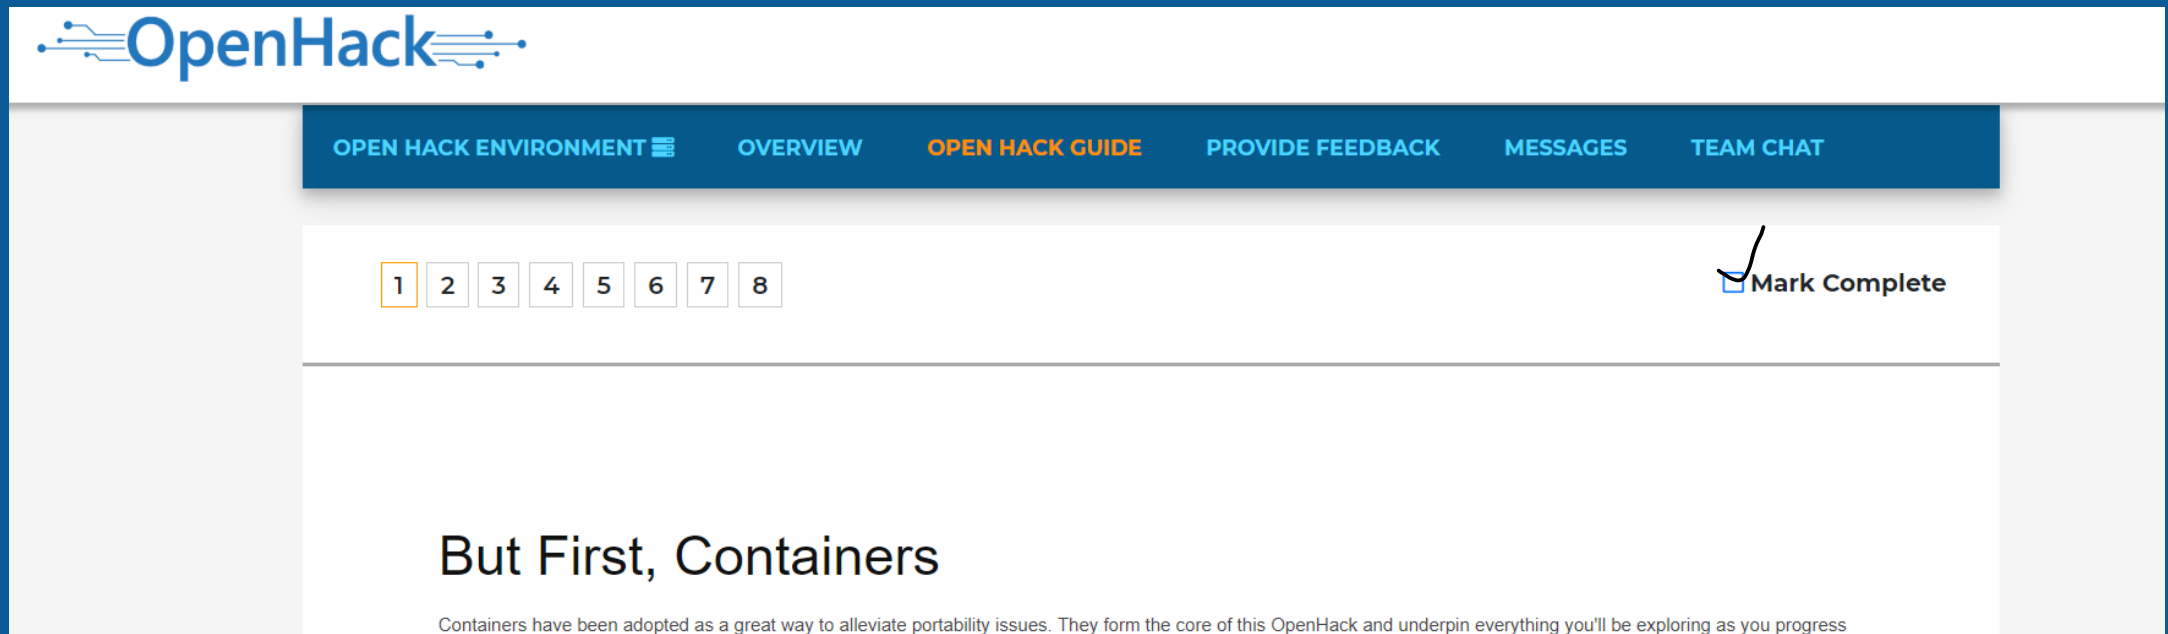 OpenHack
OPEN HACK ENVIRONMENT OVERVIEW OPEN HACK GUIDE PROVIDE FEEDBACK MESSAGES TEAM CHAT
1 2 3 4 5 6 7 8 Mark Complete
But First, Containers
Containers have been adopted as a great way to alleviate portability issues. They form the core of this OpenHack and underpin everything you'll be exploring as you progress